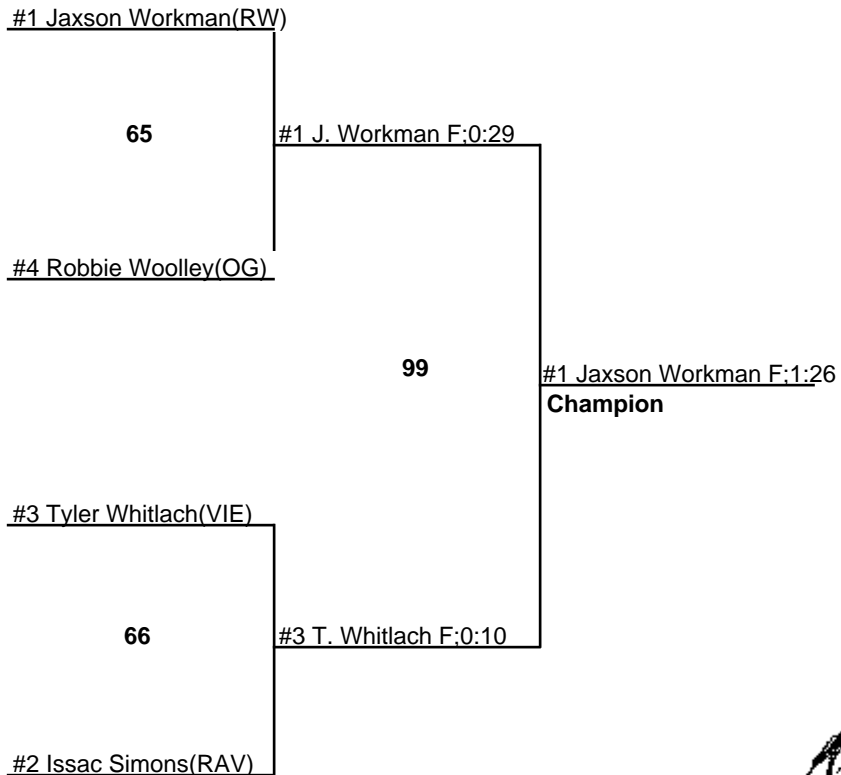 #1 Jaxson Workman(RW)
65
#1 J. Workman F;0:29
#4 Robbie Woolley(OG)
99
#1 Jaxson Workman F;1:26
Champion
#3 Tyler Whitlach(VIE)
66
#3 T. Whitlach F;0:10
#2 Issac Simons(RAV)